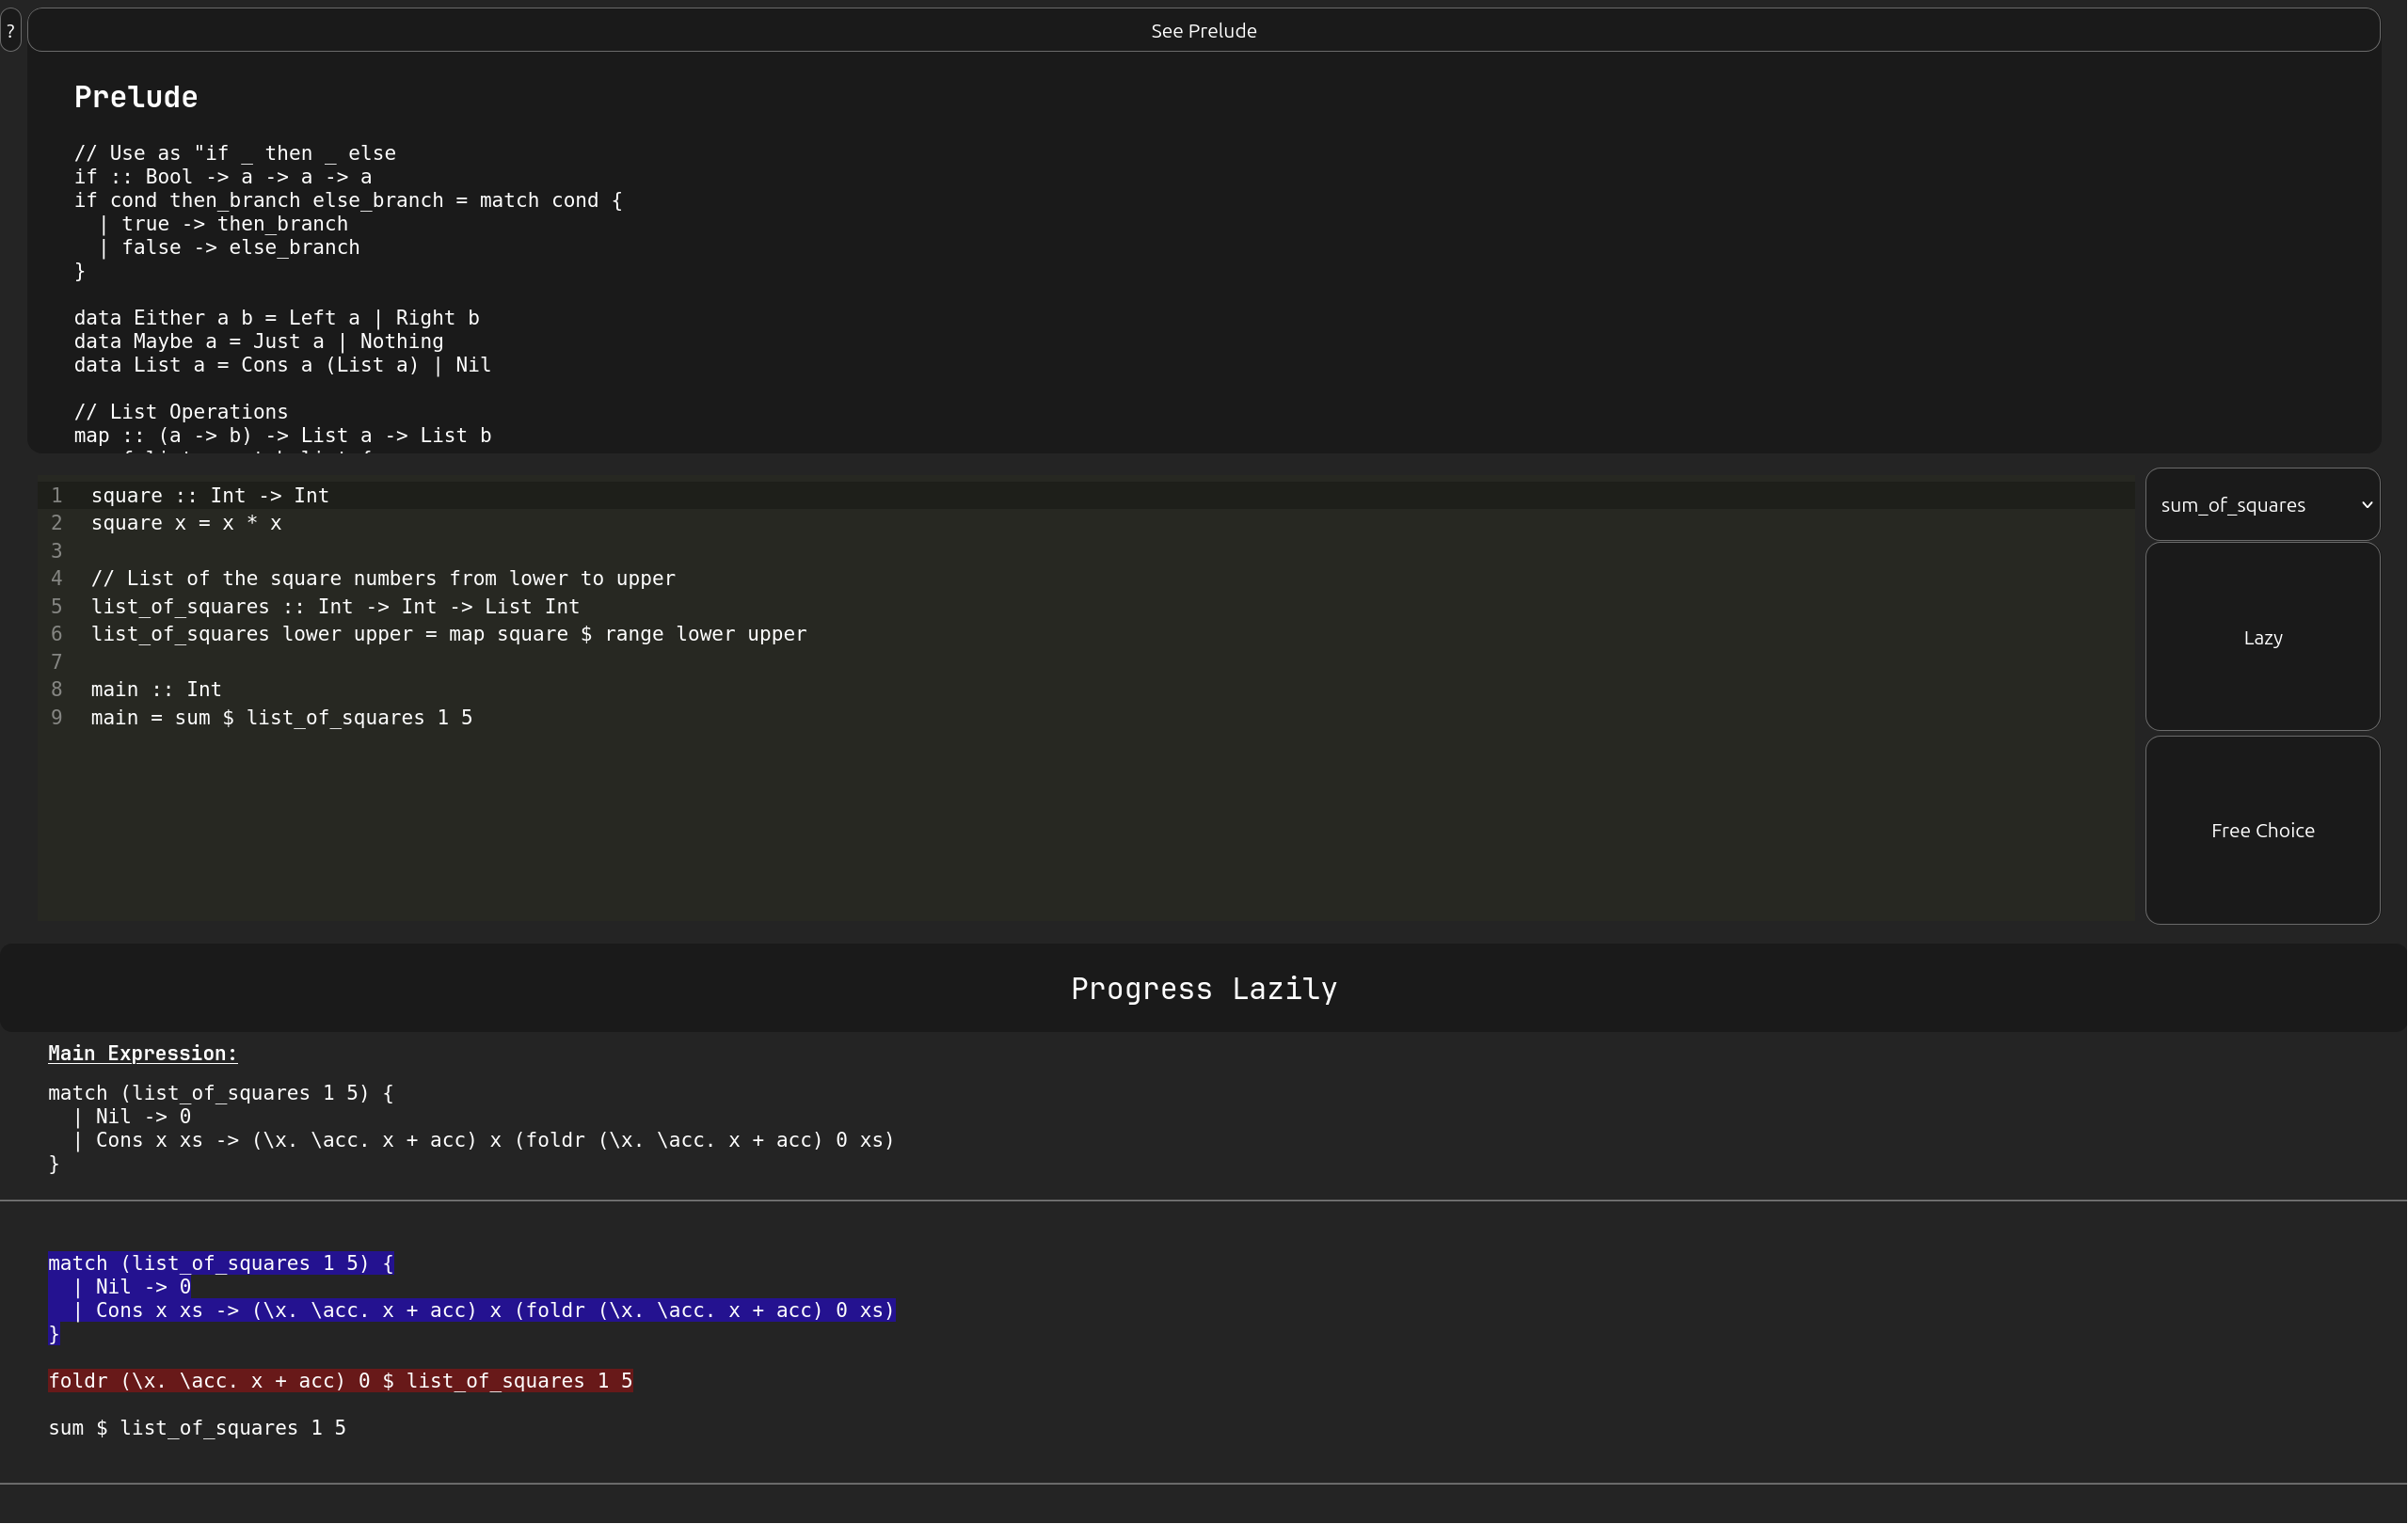 ?
See Prelude
Prelude
// Use as "if _ then _ else
if :: Bool -> a -> a -> a
if cond then_branch else_branch = match cond {
  | true -> then_branch
  | false -> else_branch
}
data Either a b = Left a | Right b
data Maybe a = Just a | Nothing
data List a = Cons a (List a) | Nil
// List Operations
map :: (a -> b) -> List a -> List b
1 square :: Int -> Int
2 square x = x * x
3
4 // List of the square numbers from lower to upper
5 list_of_squares :: Int -> Int -> List Int
6 list_of_squares lower upper = map square $ range lower upper
7
8 main :: Int
9 main = sum $ list_of_squares 1 5
sum_of_squares
Lazy
Free Choice
Progress Lazily
Main Expression:
match (list_of_squares 1 5) {
  | Nil -> 0
  | Cons x xs -> (\x. \acc. x + acc) x (foldr (\x. \acc. x + acc) 0 xs)
}
match (list_of_squares 1 5) {
  | Nil -> 0
  | Cons x xs -> (\x. \acc. x + acc) x (foldr (\x. \acc. x + acc) 0 xs)
}
foldr (\x. \acc. x + acc) 0 $ list_of_squares 1 5
sum $ list_of_squares 1 5